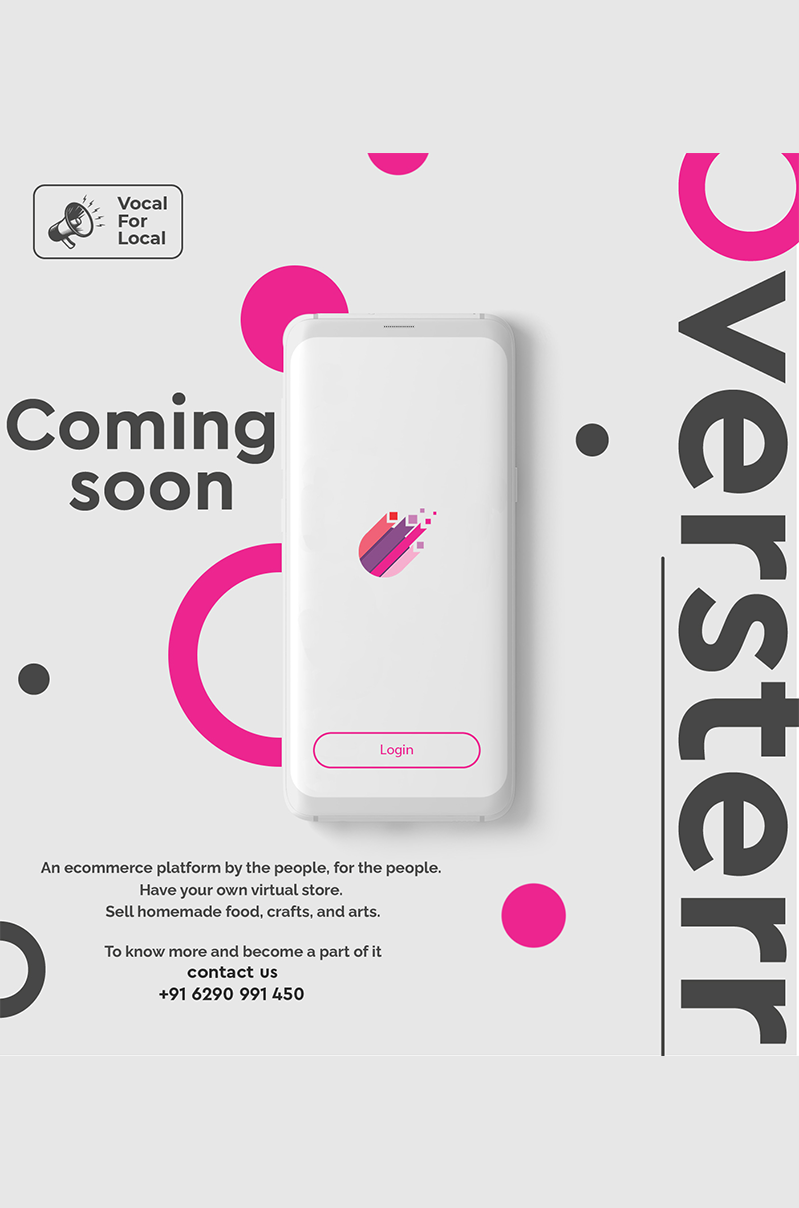 Vocal
For
Local
Coming
soon
Login
Oversterr
An ecommerce platform by the people, for the people.
Have your own virtual store.
Sell homemade food, crafts, and arts.
To know more and become a part of it
contact us
+91 6290 991 450